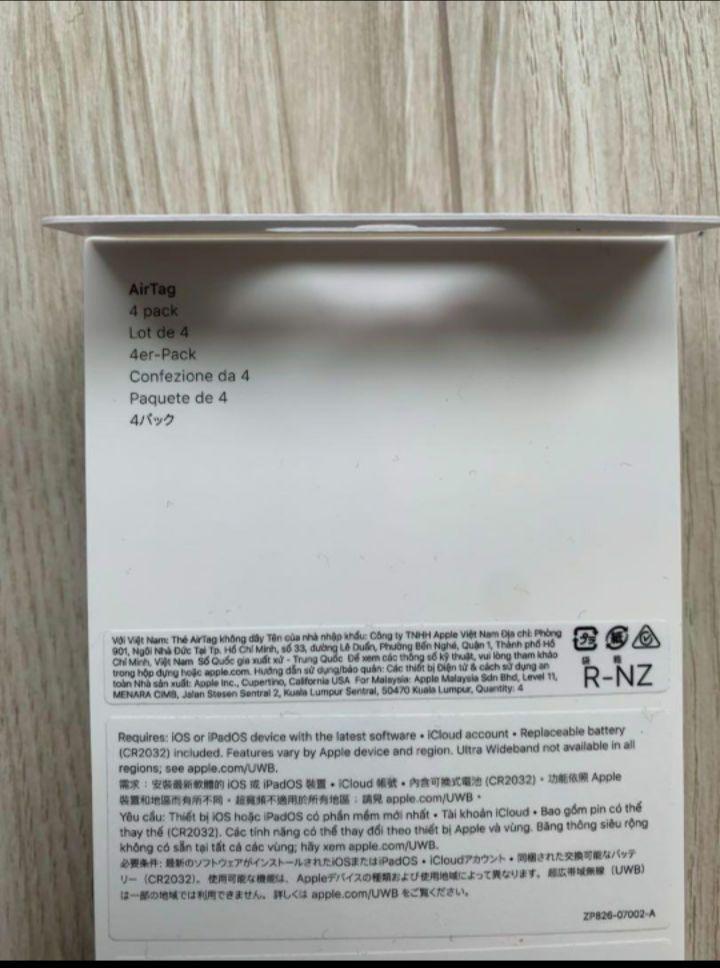 AirTag
4 pack
Lot de 4
4er-Pack
Confezione da 4
Paquete de 4
4パック
Với Việt Nam: Thẻ AirTag không dây Tên của nhà nhập khẩu: Công ty TNHH Apple Việt Nam Địa chỉ: Phòng
901, Ngôi Nhà Đức Tại Tp. Hồ Chí Minh, số 33, đường Lê Duẩn, Phường Bến Nghé, Quận 1, Thành phố Hồ
Chí Minh, Việt Nam Số Quốc gia xuất xứ - Trung Quốc Để xem các thông số kỹ thuật, vui lòng tham khảo
trong hộp đựng hoặc apple.com. Hướng dẫn sử dụng/bảo quản: Các thiết bị Điện tử & cách sử dụng an
toàn Nhà sản xuất: Apple Inc., Cupertino, California USA For Malaysia: Apple Malaysia Sdn Bhd, Level 11,
MENARA CIMB, Jalan Stesen Sentral 2, Kuala Lumpur Sentral, 50470 Kuala Lumpur, Quantity: 4
プラ 紙
袋 箱
R-NZ
Requires: iOS or iPadOS device with the latest software • iCloud account • Replaceable battery
(CR2032) included. Features vary by Apple device and region. Ultra Wideband not available in all
regions; see apple.com/UWB.
需求：安裝最新軟體的 iOS 或 iPadOS 裝置 • iCloud 帳號 • 內含可換式電池 (CR2032)。功能依照 Apple
裝置和地區而有所不同。超寬頻不適用於所有地區；請見 apple.com/UWB。
Yêu cầu: Thiết bị iOS hoặc iPadOS có phần mềm mới nhất • Tài khoản iCloud • Bao gồm pin có thể
thay thế (CR2032). Các tính năng có thể thay đổi theo thiết bị Apple và vùng. Băng thông siêu rộng
không có sẵn tại tất cả các vùng; hãy xem apple.com/UWB.
必要条件: 最新のソフトウェアがインストールされたiOSまたはiPadOS • iCloudアカウント • 同梱された交換可能なバッテ
リー（CR2032）。使用可能な機能は、Appleデバイスの種類および使用地域によって異なります。超広帯域無線（UWB）
は一部の地域では利用できません。詳しくは apple.com/UWB をご覧ください。
ZP826-07002-A